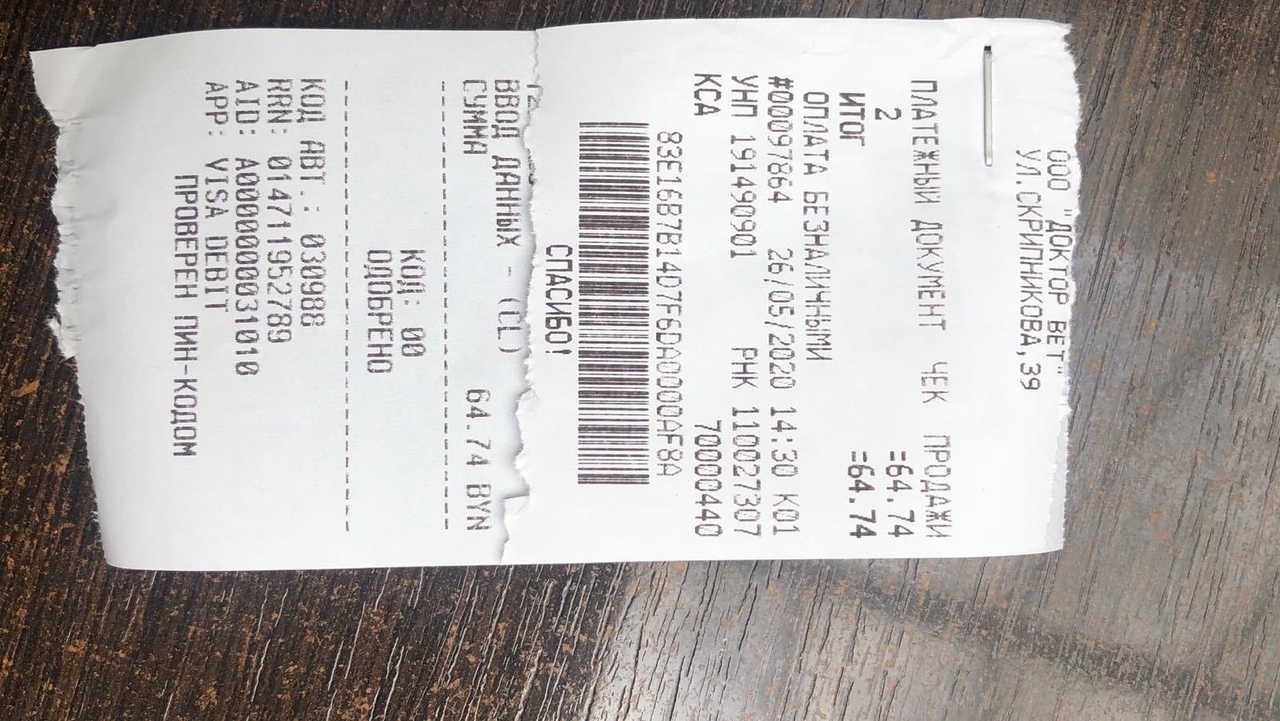 ООО "ДОКТОР ВЕТ"
УЛ.СКРИПНИКОВА,39
ПЛАТЕЖНЫЙ ДОКУМЕНТ ЧЕК ПРОДАЖИ
2 =64.74
ИТОГ =64.74
ОПЛАТА БЕЗНАЛИЧНЫМИ
#00097864 26/05/2020 14:30 К01
УНП 191490901 РНК 110027307
КСА 70000440
83E16B7B14D7F6DA0000AF8A
СПАСИБО!
ВВОД ДАННЫХ - (CL)
СУММА 64.74 BYN
КОД: 00
ОДОБРЕНО
КОД АВТ.: 030988
RRN: 014711952789
AID: A0000000031010
APP: VISA DEBIT
ПРОВЕРЕН ПИН-КОДОМ